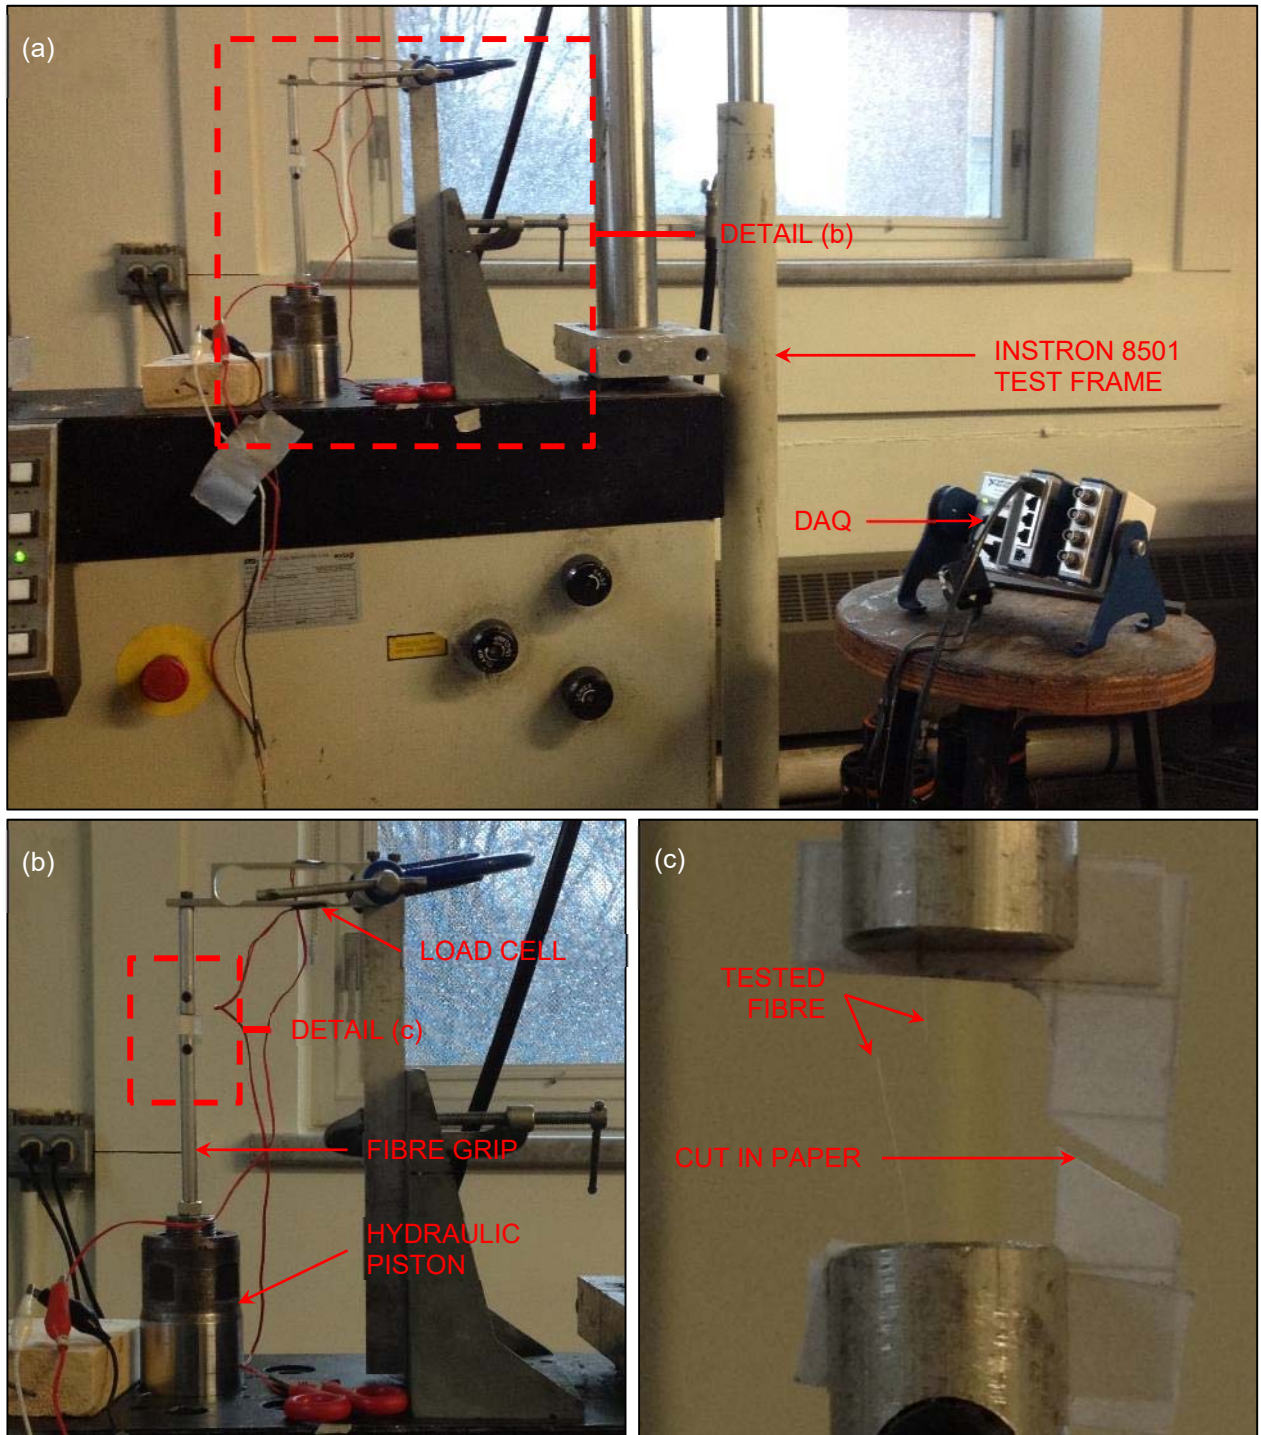 (a)
DETAIL (b)
INSTRON 8501
TEST FRAME
DAQ
(b)
LOAD CELL
DETAIL (c)
FIBRE GRIP
HYDRAULIC
PISTON
(c)
TESTED
FIBRE
CUT IN PAPER